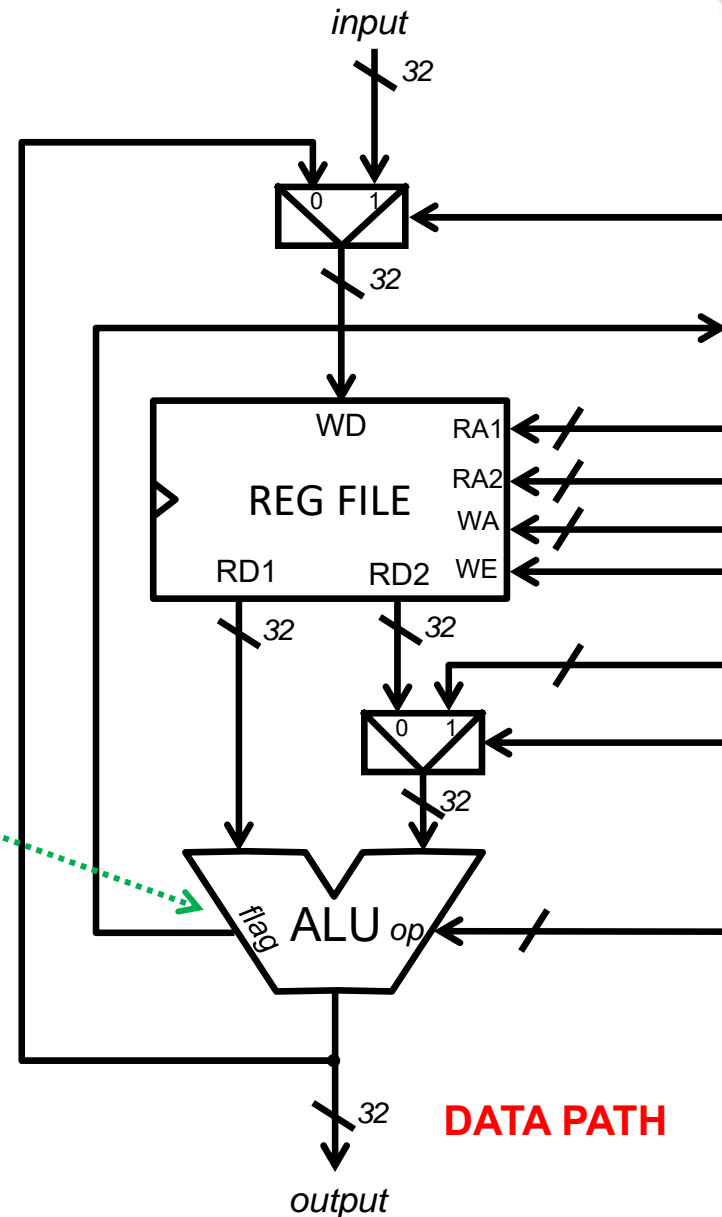 input
32
0 1
32
WD
RA1
RA2
REG FILE
WA
RD1 RD2 WE
32 32
0 1
32
flag ALU op
32
DATA PATH
output